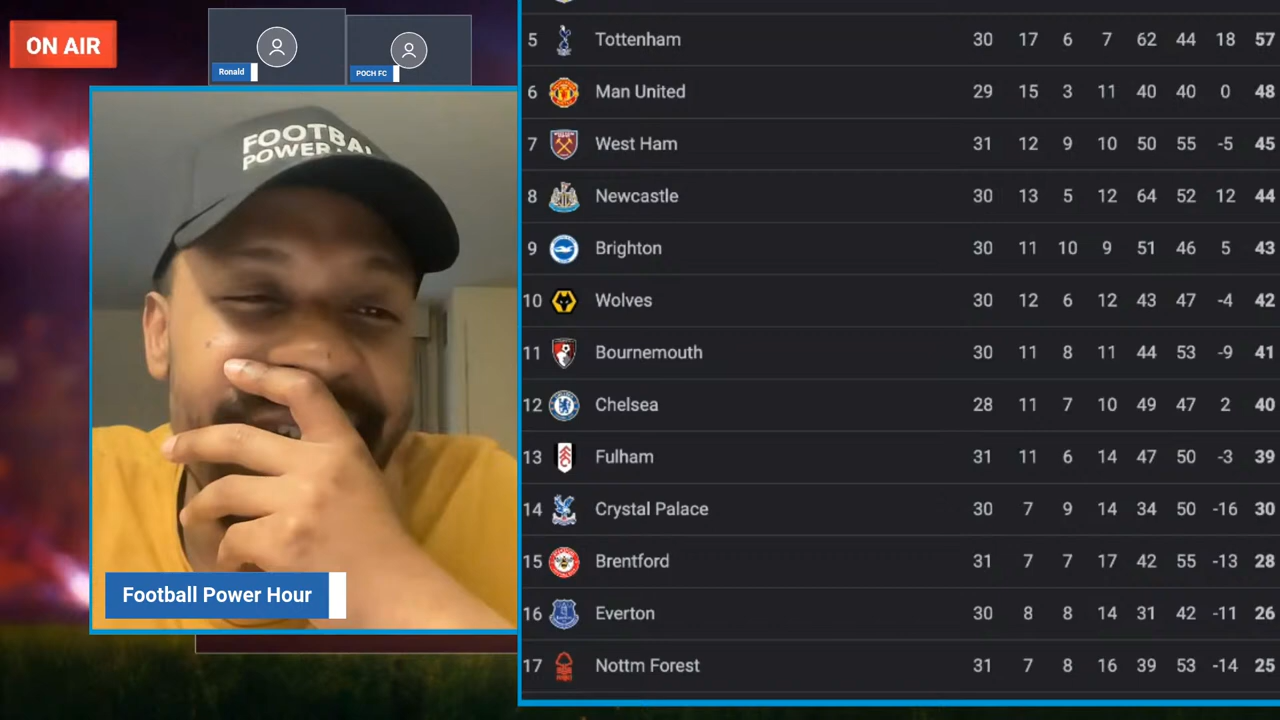 ON AIR
Ronald
POCH FC
FOOTBAL
POWER
Football Power Hour
5 Tottenham 30 17 6 7 62 44 18 57
6 Man United 29 15 3 11 40 40 0 48
7 West Ham 31 12 9 10 50 55 -5 45
8 Newcastle 30 13 5 12 64 52 12 44
9 Brighton 30 11 10 9 51 46 5 43
10 Wolves 30 12 6 12 43 47 -4 42
11 Bournemouth 30 11 8 11 44 53 -9 41
12 Chelsea 28 11 7 10 49 47 2 40
13 Fulham 31 11 6 14 47 50 -3 39
14 Crystal Palace 30 7 9 14 34 50 -16 30
15 Brentford 31 7 7 17 42 55 -13 28
16 Everton 30 8 8 14 31 42 -11 26
17 Nottm Forest 31 7 8 16 39 53 -14 25